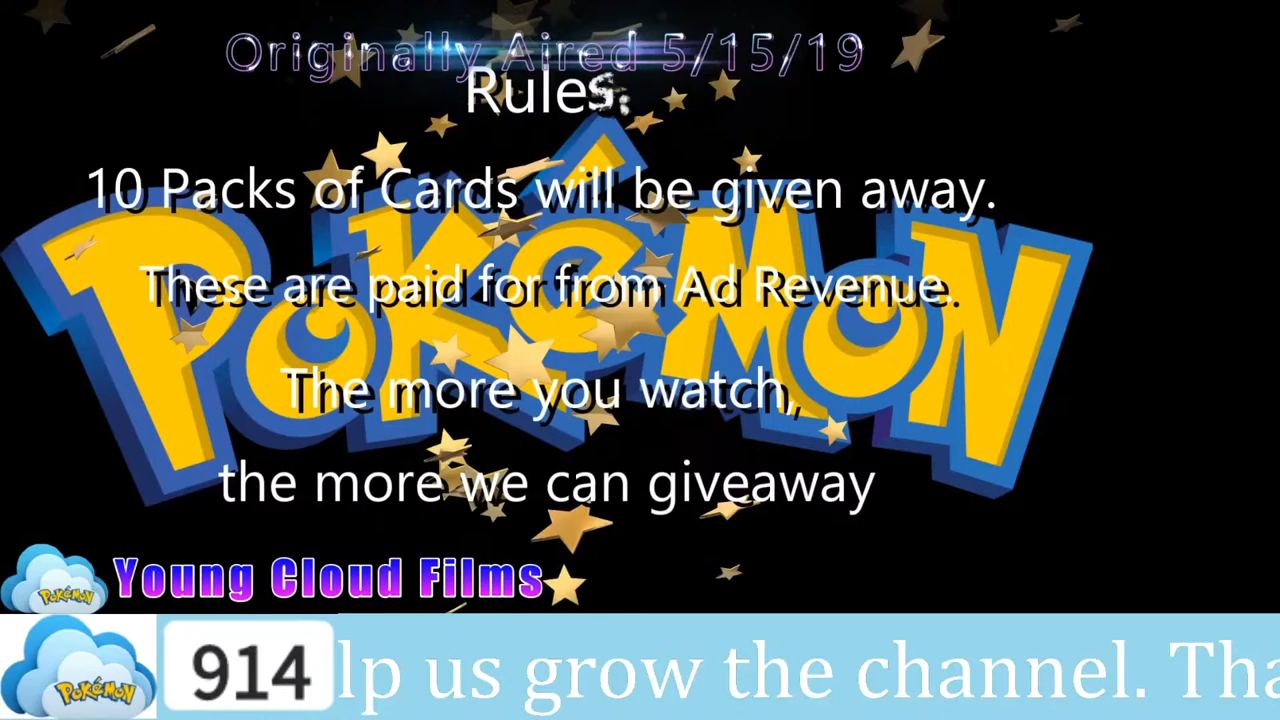 Originally Aired 5/15/19
Rules:
10 Packs of Cards will be given away.
POKéMON
These are paid for from Ad Revenue.
The more you watch,
the more we can giveaway
POKéMON
Young Cloud Films
POKéMON
914
lp us grow the channel. Tha